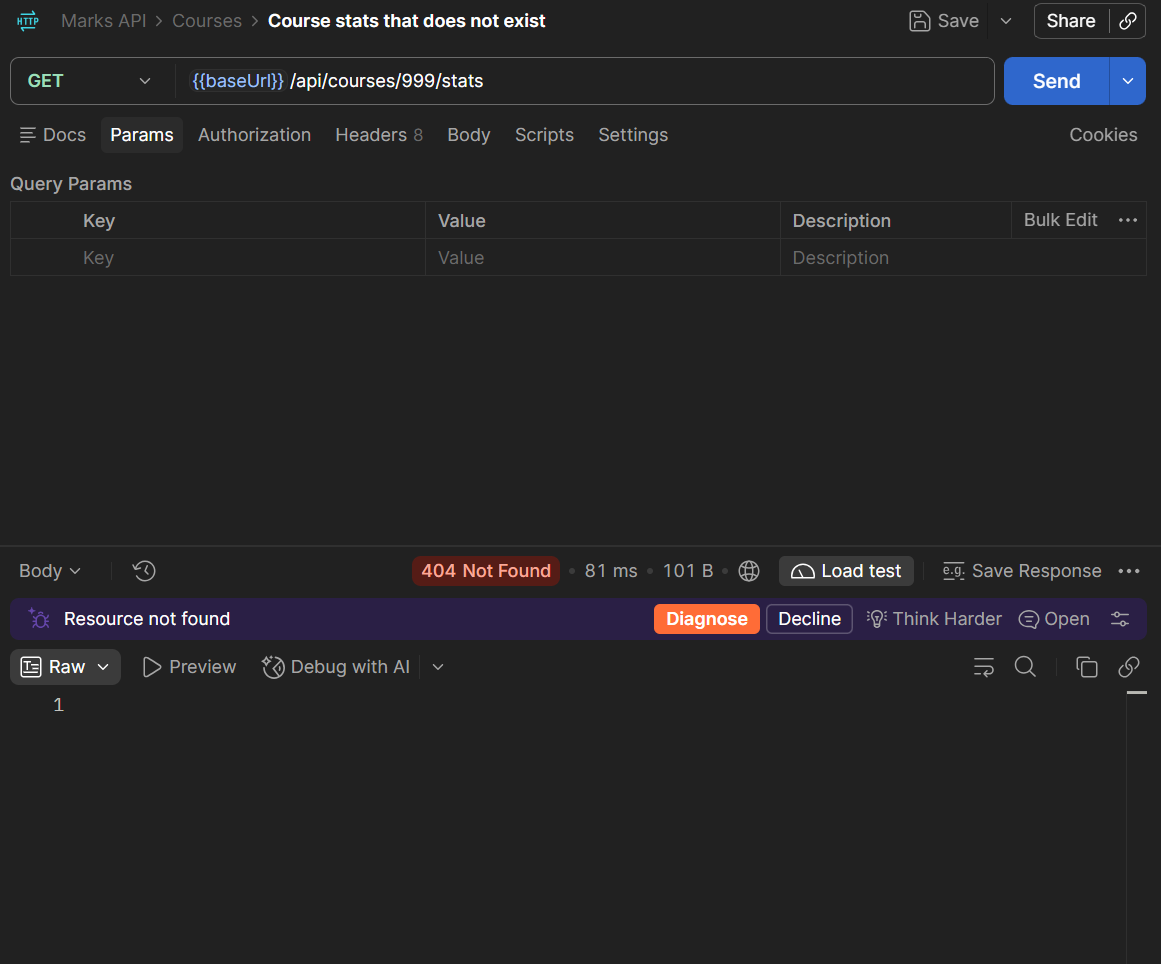 HTTP Marks API > Courses > Course stats that does not exist Save Share
GET {{baseUrl}} /api/courses/999/stats Send
Docs Params Authorization Headers 8 Body Scripts Settings Cookies
Query Params
Key Value Description Bulk Edit
Key Value Description
Body 404 Not Found • 81 ms • 101 B • Load test e.g. Save Response
Resource not found Diagnose Decline Think Harder Open
Raw Preview Debug with AI
1